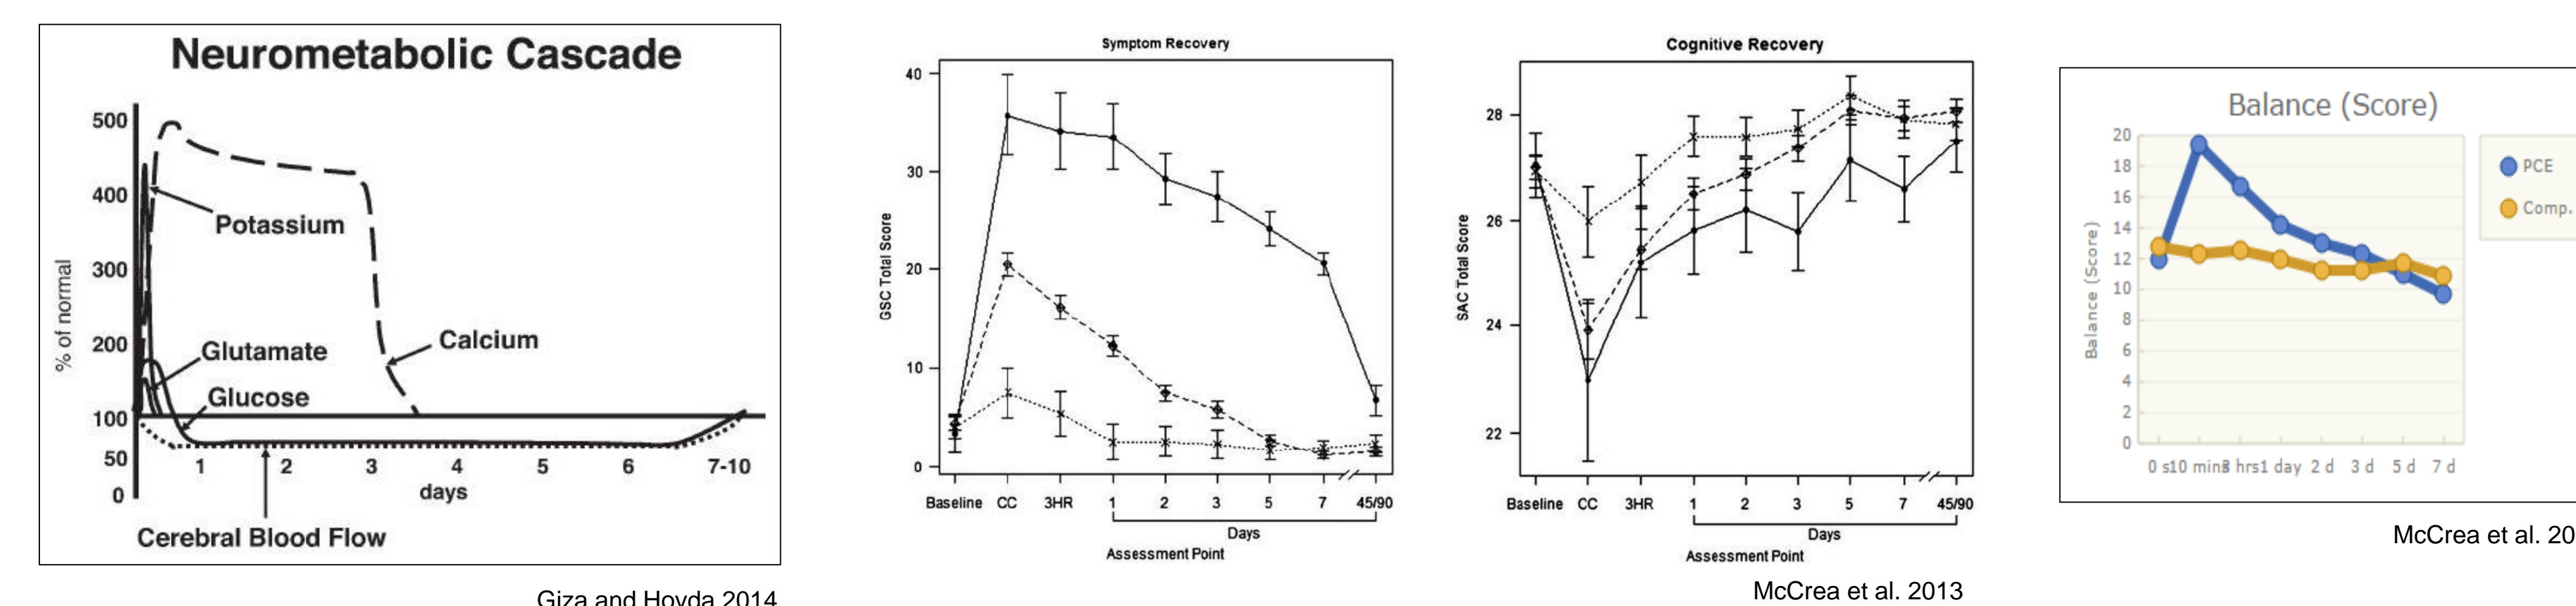 Neurometabolic Cascade
% of normal
500
400
300
200
100
50
0
Potassium
Glutamate
Glucose
Calcium
1 2 3 4 5 6 7-10
days
Cerebral Blood Flow
Giza and Hovda 2014
Symptom Recovery
GSC Total Score
40
30
20
10
0
Baseline CC 3HR 1 2 3 5 7 45/90
Days
Assessment Point
Cognitive Recovery
SAC Total Score
28
26
24
22
Baseline CC 3HR 1 2 3 5 7 45/90
Days
Assessment Point
McCrea et al. 2013
Balance (Score)
Balance (Score)
20
18
16
14
12
10
8
6
4
2
0
0 s 10 min 3 hrs 1 day 2 d 3 d 5 d 7 d
PCE
Comp.
McCrea et al. 20